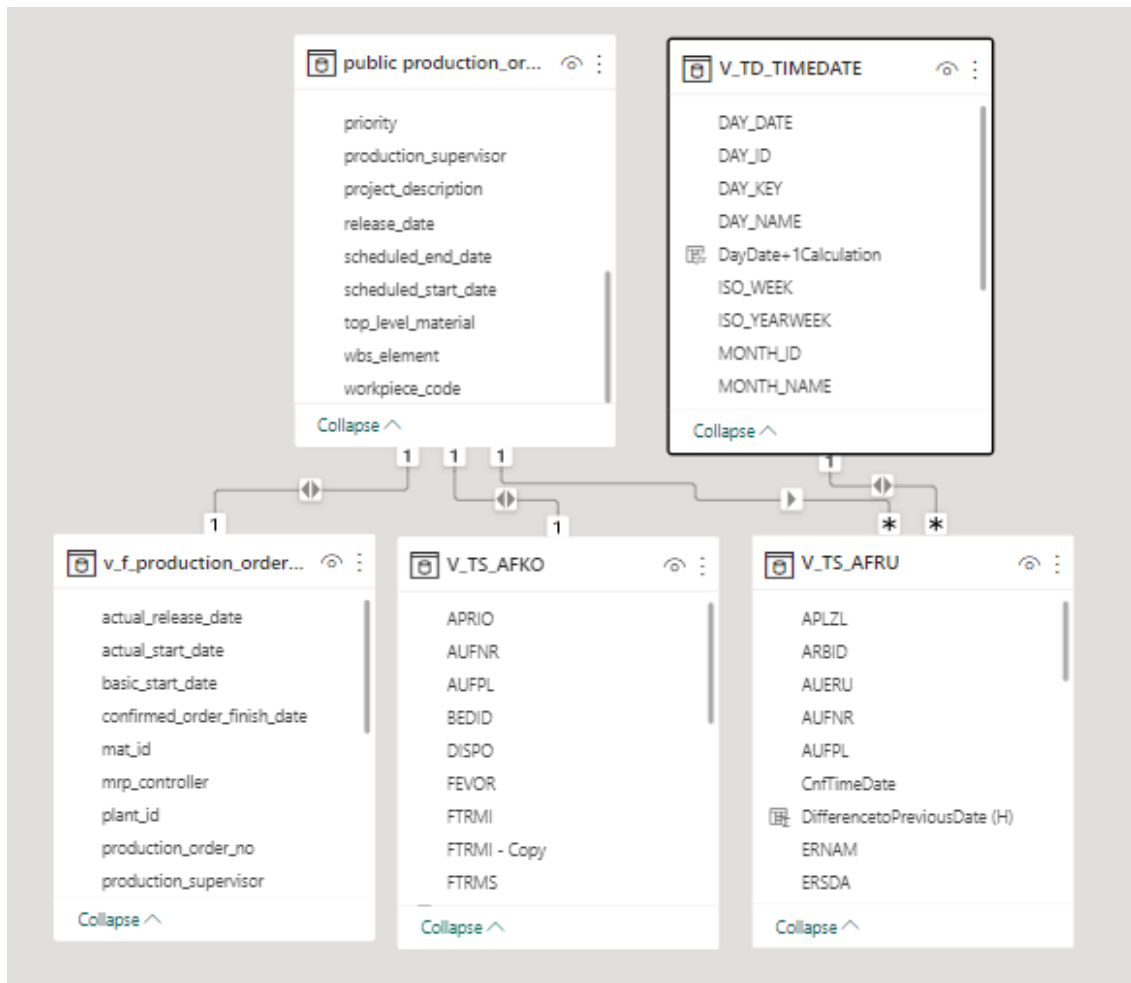 public production_or...
priority
production_supervisor
project_description
release_date
scheduled_end_date
scheduled_start_date
top_level_material
wbs_element
workpiece_code
Collapse
V_TD_TIMEDATE
DAY_DATE
DAY_ID
DAY_KEY
DAY_NAME
DayDate+1Calculation
ISO_WEEK
ISO_YEARWEEK
MONTH_ID
MONTH_NAME
Collapse
1
1
1
1
1
1
*
*
v_f_production_order...
actual_release_date
actual_start_date
basic_start_date
confirmed_order_finish_date
mat_id
mrp_controller
plant_id
production_order_no
production_supervisor
Collapse
V_TS_AFKO
APRIO
AUFNR
AUFPL
BEDID
DISPO
FEVOR
FTRMI
FTRMI - Copy
FTRMS
Collapse
V_TS_AFRU
APLZL
ARBID
AUERU
AUFNR
AUFPL
CnfTimeDate
DifferencetoPreviousDate (H)
ERNAM
ERSDA
Collapse